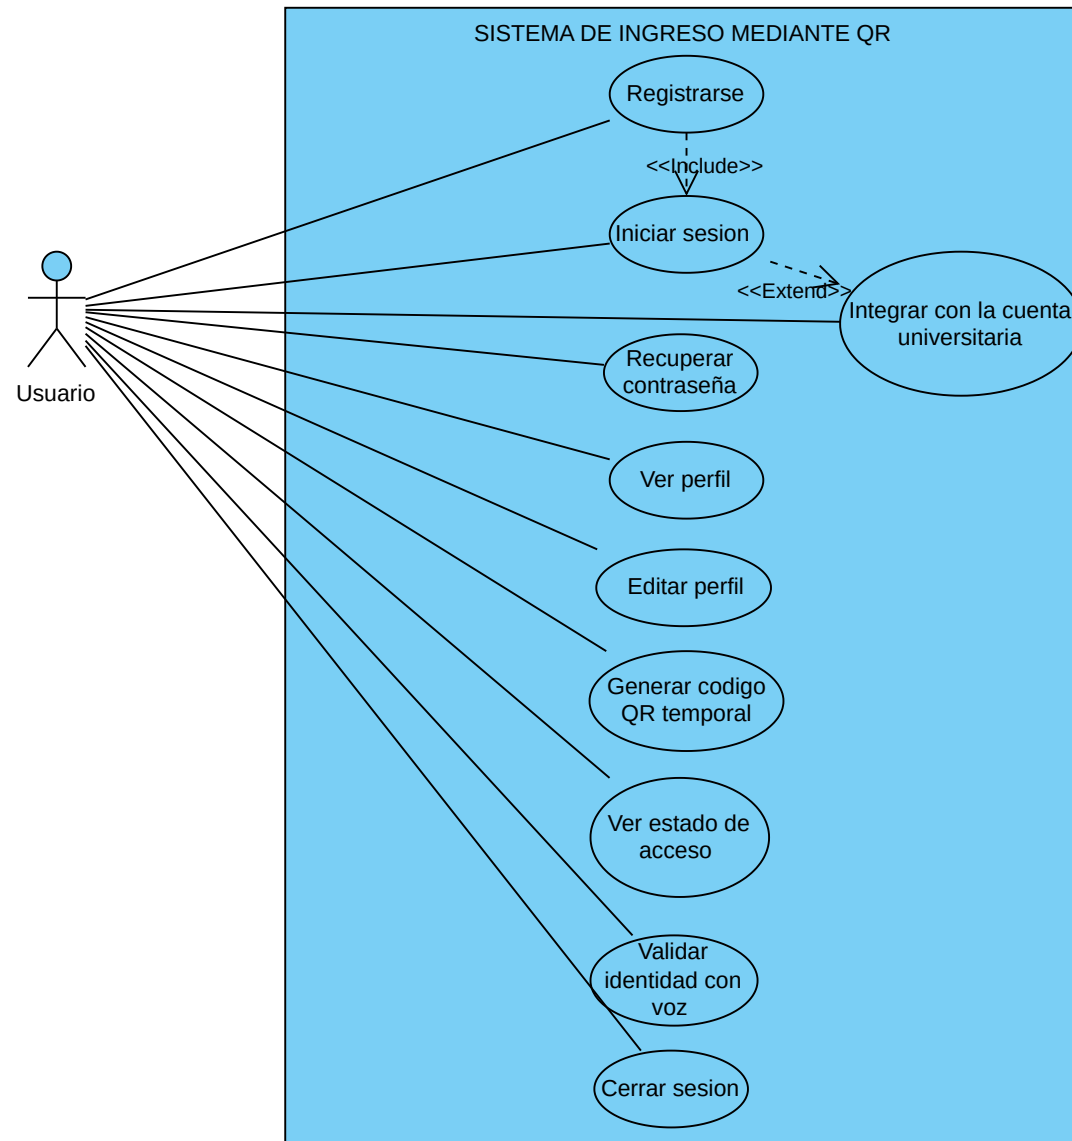 SISTEMA DE INGRESO MEDIANTE QR
Registrarse
<<Include>>
Iniciar sesion
<<Extend>>
Integrar con la cuenta
universitaria
Usuario
Recuperar
contraseña
Ver perfil
Editar perfil
Generar codigo
QR temporal
Ver estado de
acceso
Validar
identidad con
voz
Cerrar sesion